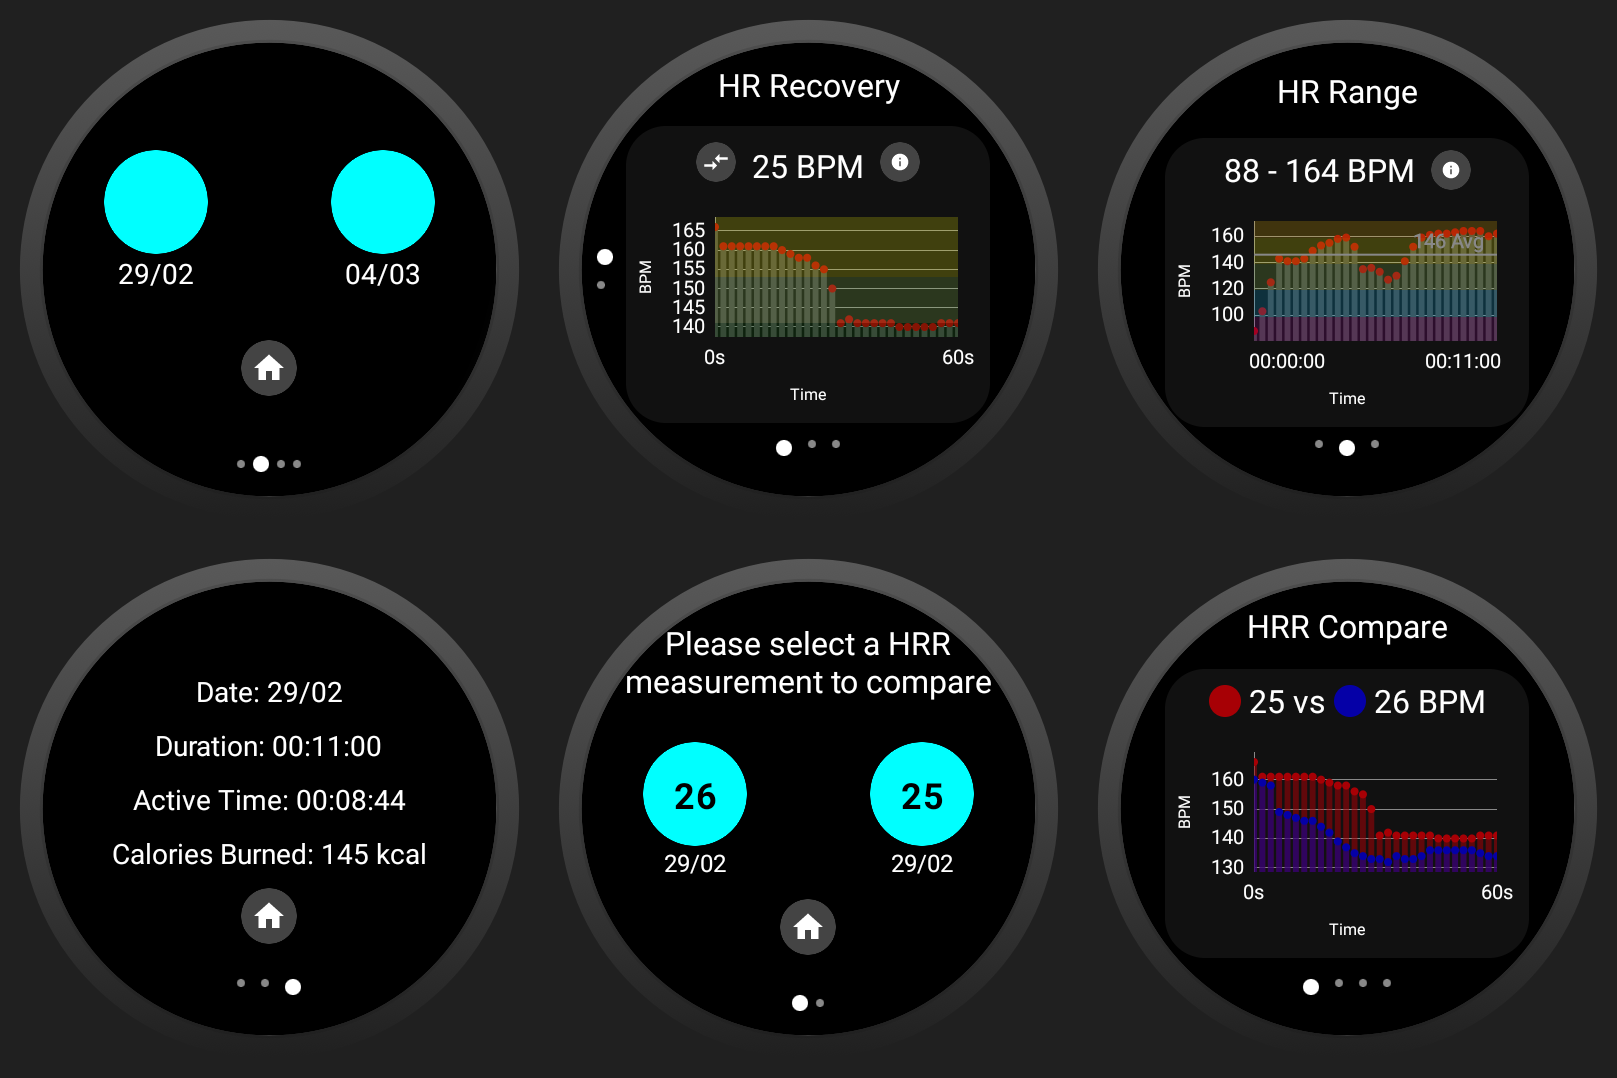 29/02
04/03
HR Recovery
25 BPM
165
160
155
150
145
140
BPM
0s
60s
Time
HR Range
88 - 164 BPM
160
140
120
100
146 Avg
BPM
00:00:00
00:11:00
Time
Date: 29/02
Duration: 00:11:00
Active Time: 00:08:44
Calories Burned: 145 kcal
Please select a HRR
measurement to compare
26
25
29/02
29/02
HRR Compare
25 vs 26 BPM
160
150
140
130
BPM
0s
60s
Time